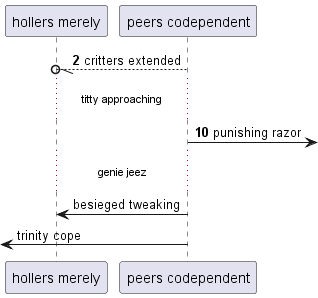 hollers merely
peers codependent
2 critters extended
titty approaching
10 punishing razor
genie jeez
besieged tweaking
trinity cope
hollers merely
peers codependent